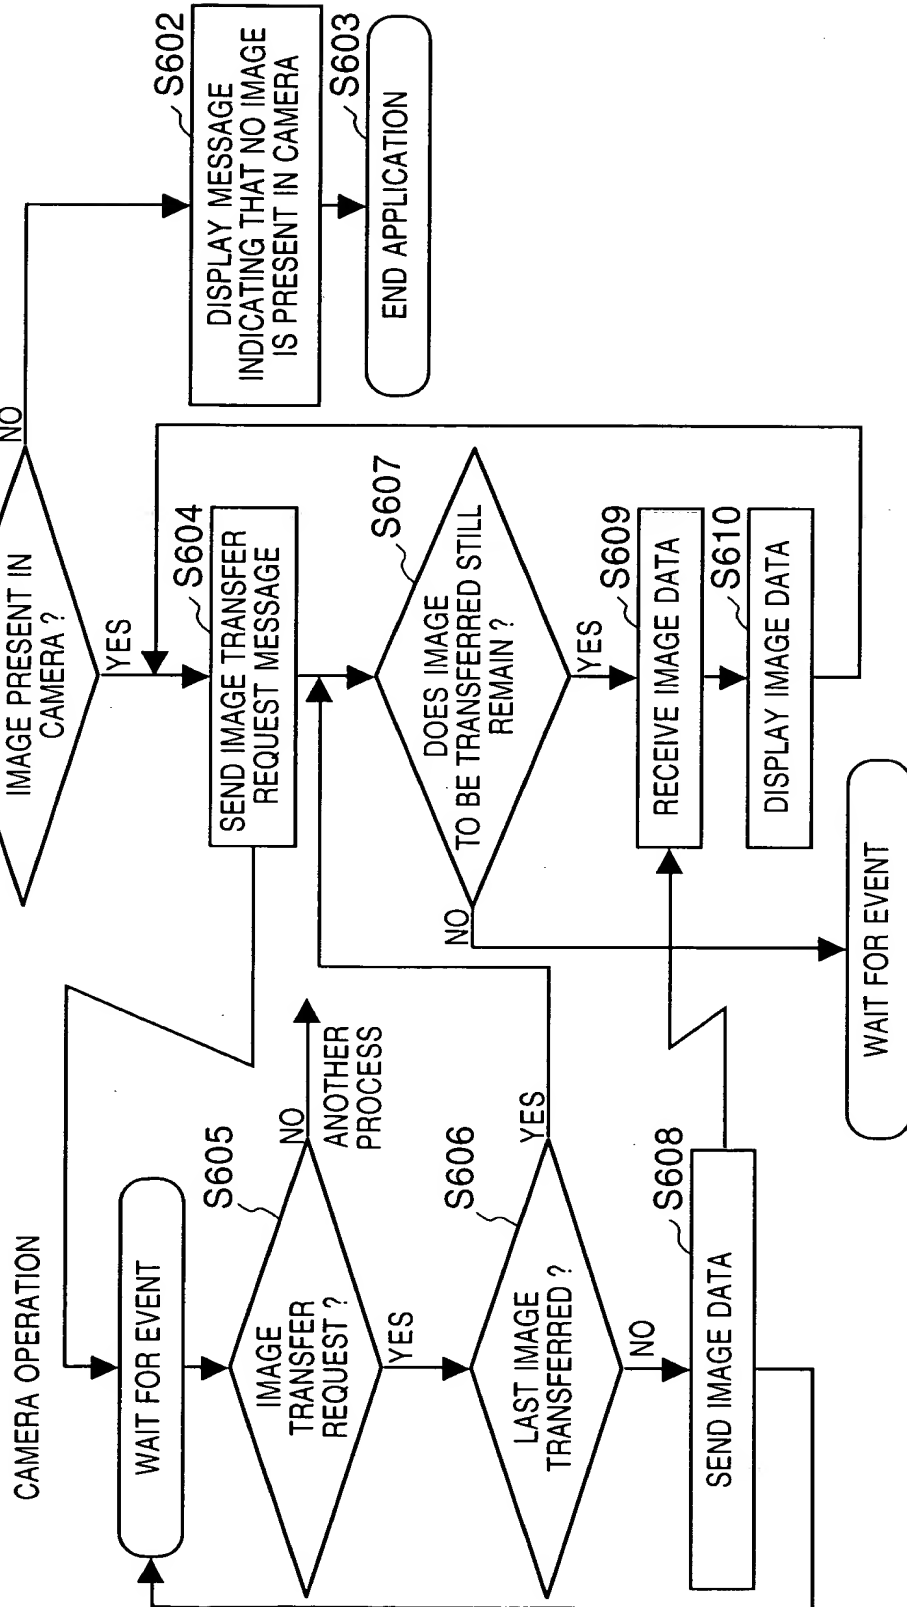 CAMERA OPERATION
WAIT FOR EVENT
S605
IMAGE
TRANSFER
REQUEST ?
NO
ANOTHER
PROCESS
YES
S606
LAST IMAGE
TRANSFERRED ?
YES
NO
S608
SEND IMAGE DATA
IMAGE PRESENT IN
CAMERA ?
NO
YES
S604
SEND IMAGE TRANSFER
REQUEST MESSAGE
S607
DOES IMAGE
TO BE TRANSFERRED STILL
REMAIN ?
NO
YES
S609
RECEIVE IMAGE DATA
S610
DISPLAY IMAGE DATA
WAIT FOR EVENT
S602
DISPLAY MESSAGE
INDICATING THAT NO IMAGE
IS PRESENT IN CAMERA
S603
END APPLICATION